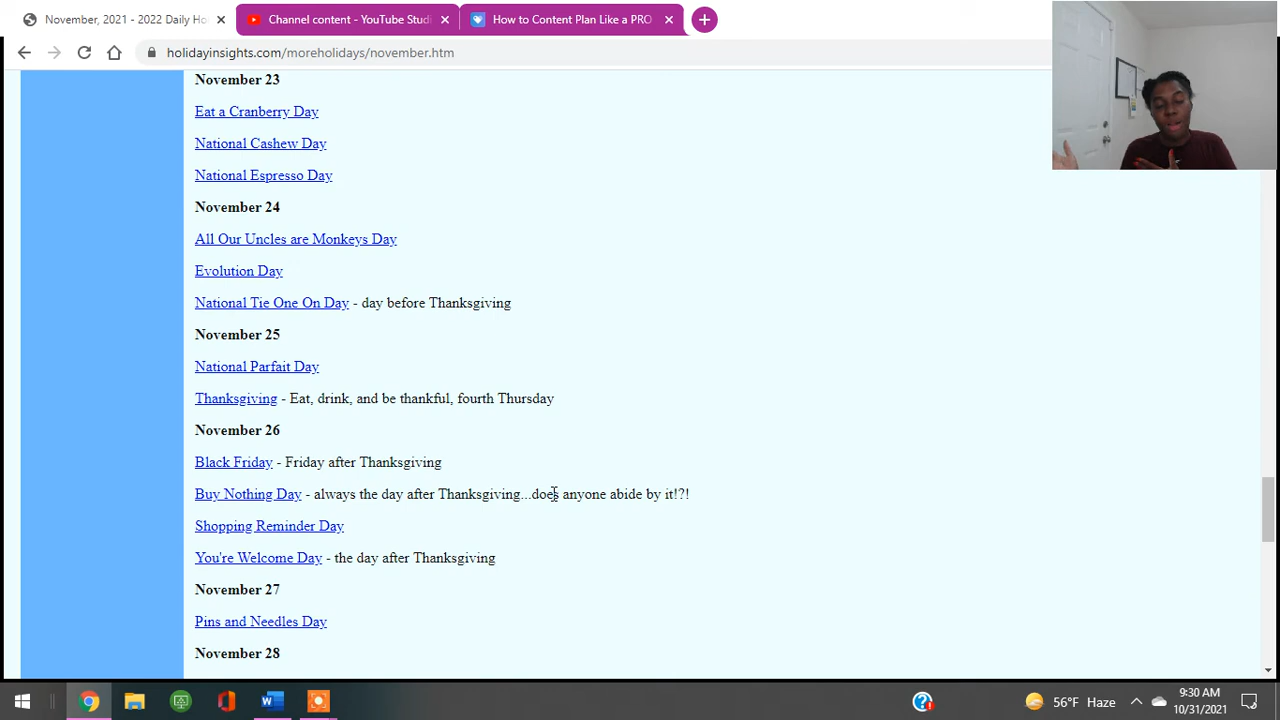 November, 2021 - 2022 Daily Ho
Channel content - YouTube Studi
How to Content Plan Like a PRO
holidayinsights.com/moreholidays/november.htm
November 23
Eat a Cranberry Day
National Cashew Day
National Espresso Day
November 24
All Our Uncles are Monkeys Day
Evolution Day
National Tie One On Day - day before Thanksgiving
November 25
National Parfait Day
Thanksgiving - Eat, drink, and be thankful, fourth Thursday
November 26
Black Friday - Friday after Thanksgiving
Buy Nothing Day - always the day after Thanksgiving...does anyone abide by it!?!
Shopping Reminder Day
You're Welcome Day - the day after Thanksgiving
November 27
Pins and Needles Day
November 28
56°F Haze
9:30 AM
10/31/2021